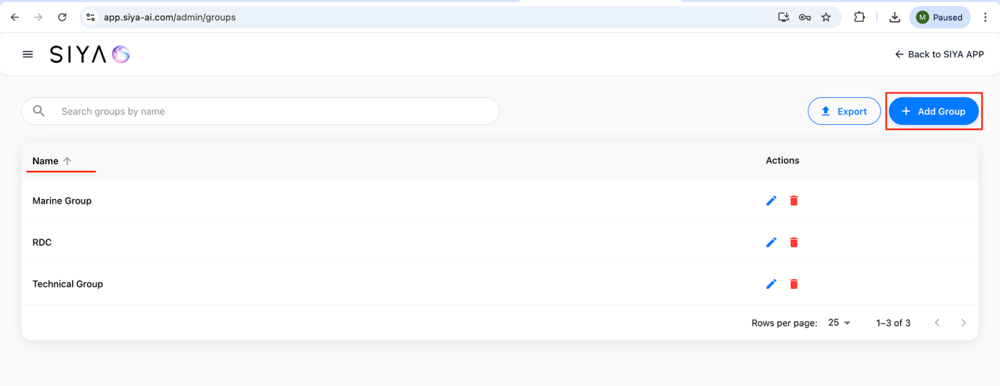 app.siya-ai.com/admin/groups
M Paused
SIYA
Back to SIYA APP
Search groups by name
Export
+ Add Group
Name
Actions
Marine Group
RDC
Technical Group
Rows per page: 25 1–3 of 3